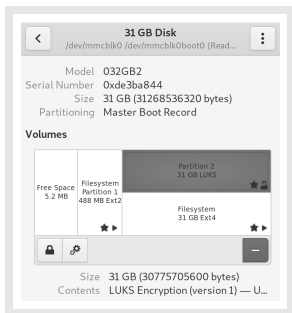 31 GB Disk
/dev/mmcblk0 /dev/mmcblk0boot0 (Read...
Model 032GB2
Serial Number 0xde3ba844
Size 31 GB (31268536320 bytes)
Partitioning Master Boot Record
Volumes
Free Space
5.2 MB
Filesystem
Partition 1
488 MB Ext2
Partition 2
31 GB LUKS
Filesystem
31 GB Ext4
Size 31 GB (30775705600 bytes)
Contents LUKS Encryption (version 1) — U...